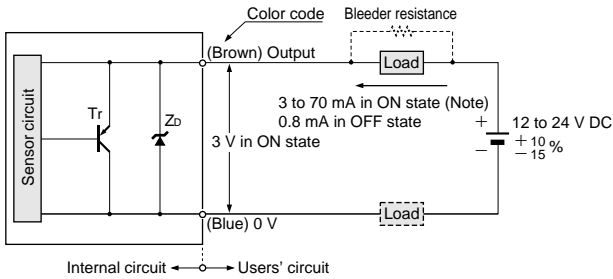 Color code
Bleeder resistance
(Brown) Output
Load
Sensor circuit
Tr
ZD
3 V in ON state
3 to 70 mA in ON state (Note)
0.8 mA in OFF state
+
−
12 to 24 V DC
+ 10
− 15 %
(Blue) 0 V
Load
Internal circuit
Users' circuit